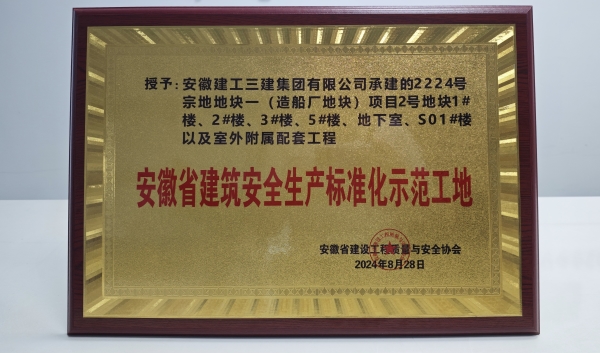 授予：安徽建工三建集团有限公司承建的2224号
宗地地块一（造船厂地块）项目2号地块1#
楼、2#楼、3#楼、5#楼、地下室、S01#楼
以及室外附属配套工程
安徽省建筑安全生产标准化示范工地
安徽省建设工程质量与安全协会
2024年8月28日